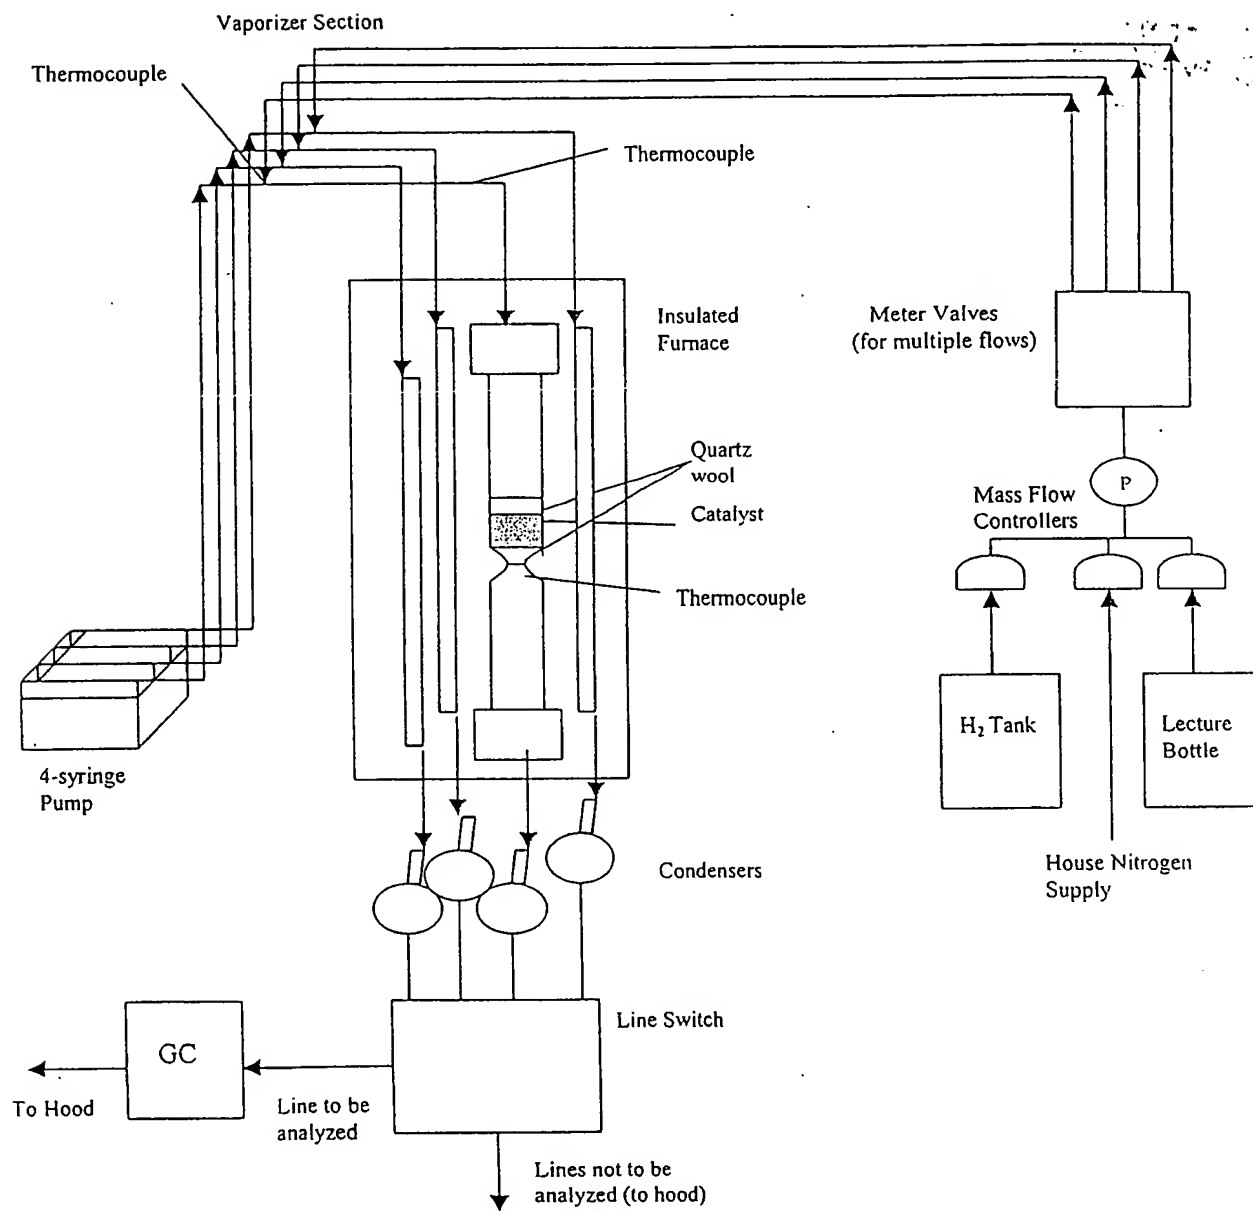 Vaporizer Section
Thermocouple
Thermocouple
Insulated
Furnace
Meter Valves
(for multiple flows)
Quartz
wool
P
Mass Flow
Controllers
Catalyst
Thermocouple
H₂ Tank
Lecture
Bottle
4-syringe
Pump
Condensers
House Nitrogen
Supply
Line Switch
GC
To Hood
Line to be
analyzed
Lines not to be
analyzed (to hood)